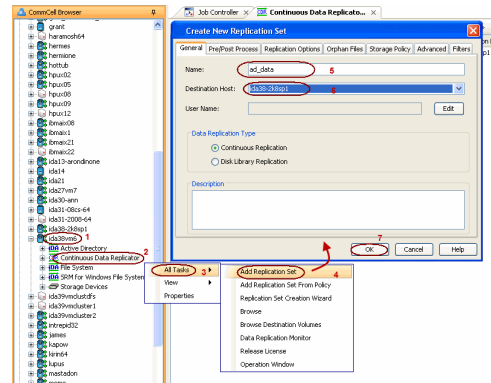 CommCell Browser
Job Controller
Continuous Data Replicato...
grant
haramosh64
hermes
hermione
hottub
hpux02
hpux05
hpux08
hpux09
hpux12
ibmaix08
ibmaix1
ibmaix21
ibmaix22
ida13-arondinone
ida14
ida21
ida27vm7
ida30-ann
ida31-08cs-64
ida31-2008-64
ida38-2k8sp1
ida38vm6 1
Active Directory
Continuous Data Replicator 2
File System
SRM for Windows File System
Storage Devices
ida39vmclustdfs
ida39vmcluster1
ida39vmcluster2
intrepid32
james
kapow
kirin64
lupus
mastadon
Create New Replication Set
General Pre/Post Process Replication Options Orphan Files Storage Policy Advanced Filters
Name: ad_data 5
Destination Host: ida38-2k8sp1 6
User Name: Edit
Data Replication Type
Continuous Replication
Disk Library Replication
Description
7
OK Cancel Help
All Tasks 3
View
Properties
Add Replication Set 4
Add Replication Set From Policy
Replication Set Creation Wizard
Browse
Browse Destination Volumes
Data Replication Monitor
Release License
Operation Window